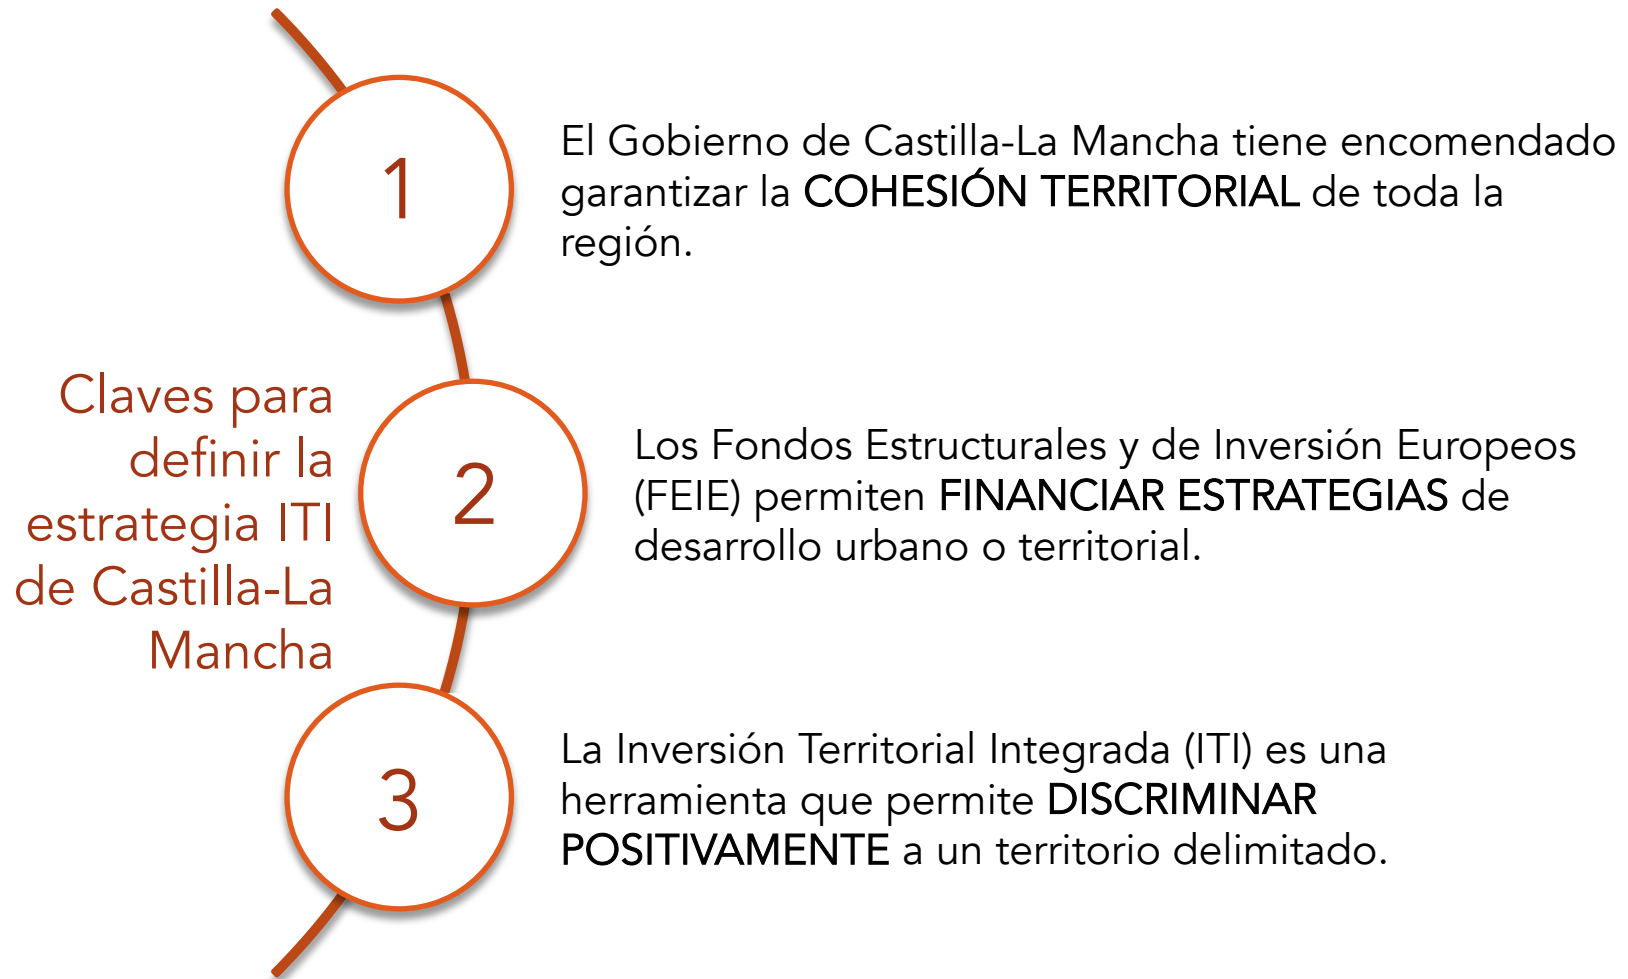 Claves para
definir la
estrategia ITI
de Castilla-La
Mancha
1
El Gobierno de Castilla-La Mancha tiene encomendado
garantizar la COHESIÓN TERRITORIAL de toda la
región.
2
Los Fondos Estructurales y de Inversión Europeos
(FEIE) permiten FINANCIAR ESTRATEGIAS de
desarrollo urbano o territorial.
3
La Inversión Territorial Integrada (ITI) es una
herramienta que permite DISCRIMINAR
POSITIVAMENTE a un territorio delimitado.